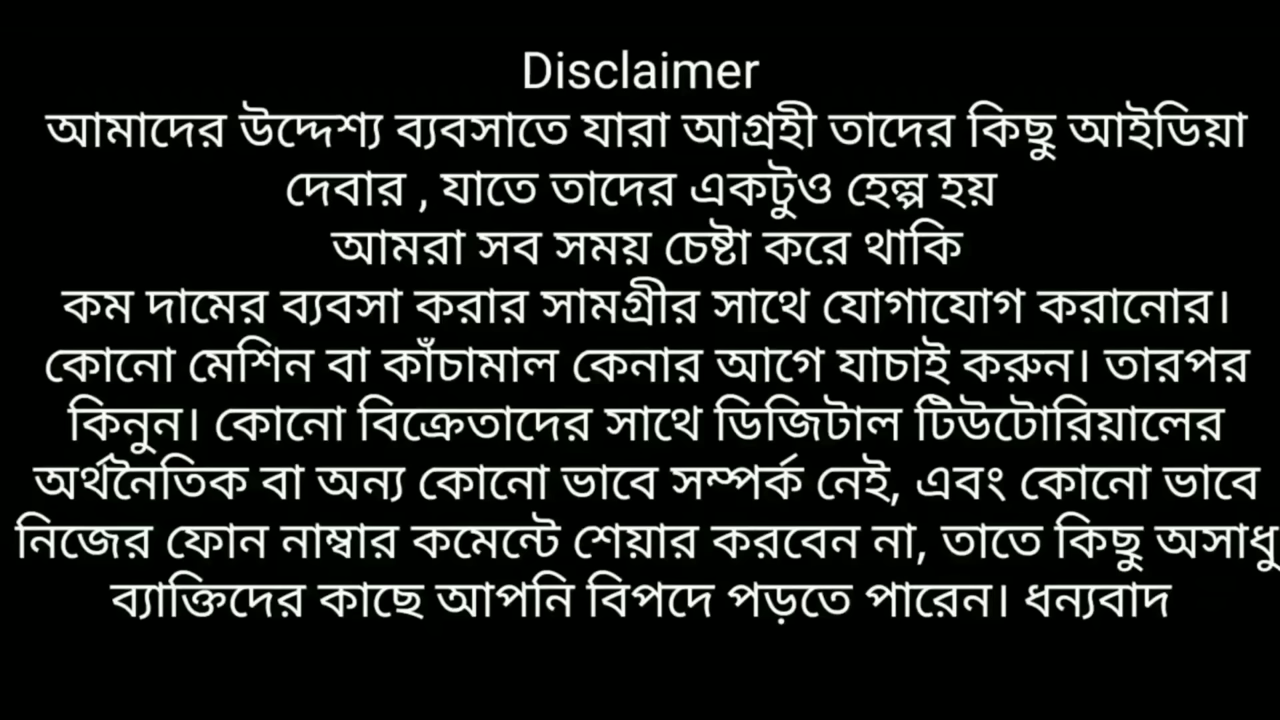 Disclaimer
আমাদের উদ্দেশ্য ব্যবসাতে যারা আগ্রহী তাদের কিছু আইডিয়া
দেবার , যাতে তাদের একটুও হেল্প হয়
আমরা সব সময় চেষ্টা করে থাকি
কম দামের ব্যবসা করার সামগ্রীর সাথে যোগাযোগ করানোর।
কোনো মেশিন বা কাঁচামাল কেনার আগে যাচাই করুন। তারপর
কিনুন। কোনো বিক্রেতাদের সাথে ডিজিটাল টিউটোরিয়ালের
অর্থনৈতিক বা অন্য কোনো ভাবে সম্পর্ক নেই, এবং কোনো ভাবে
নিজের ফোন নাম্বার কমেন্টে শেয়ার করবেন না, তাতে কিছু অসাধু
ব্যাক্তিদের কাছে আপনি বিপদে পড়তে পারেন। ধন্যবাদ